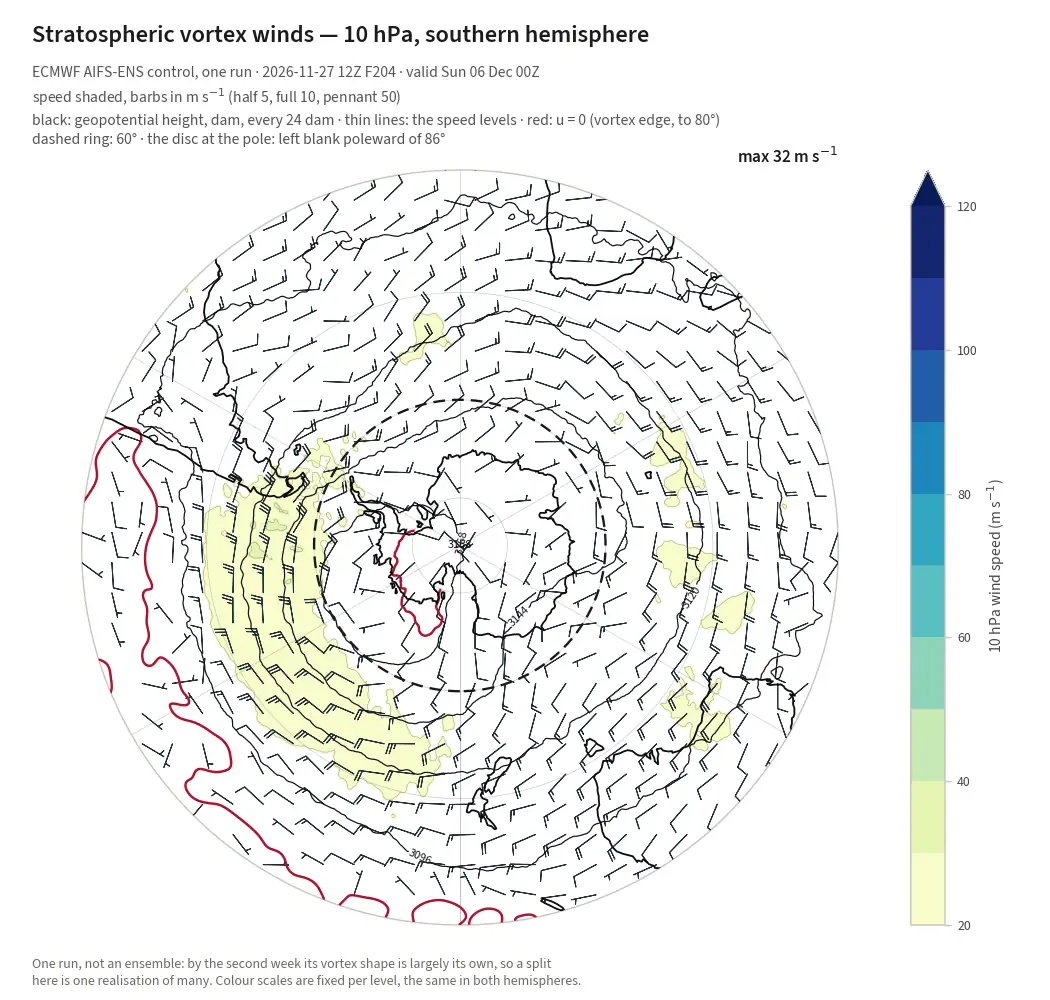 Stratospheric vortex winds — 10 hPa, southern hemisphere
ECMWF AIFS-ENS control, one run · 2026-11-27 12Z F204 · valid Sun 06 Dec 00Z
speed shaded, barbs in m s⁻¹ (half 5, full 10, pennant 50)
black: geopotential height, dam, every 24 dam · thin lines: the speed levels · red: u = 0 (vortex edge, to 80°)
dashed ring: 60° · the disc at the pole: left blank poleward of 86°
max 32 m s⁻¹
120
100
80
60
40
20
10 hPa wind speed (m s⁻¹)
3120
3144
3096
One run, not an ensemble: by the second week its vortex shape is largely its own, so a split
here is one realisation of many. Colour scales are fixed per level, the same in both hemispheres.